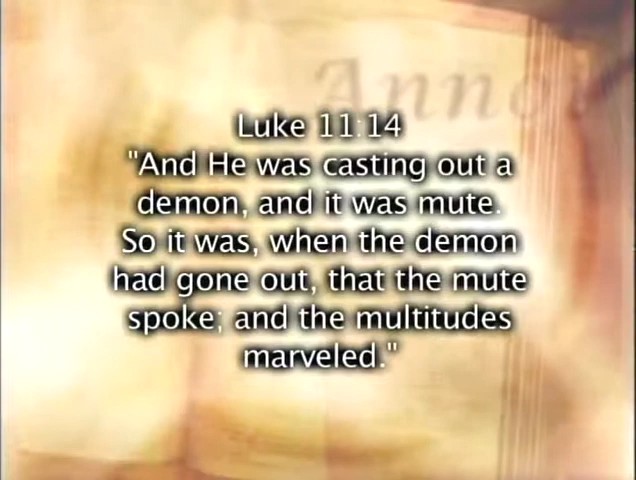 Anno
Luke 11:14
"And He was casting out a
demon, and it was mute.
So it was, when the demon
had gone out, that the mute
spoke; and the multitudes
marveled."